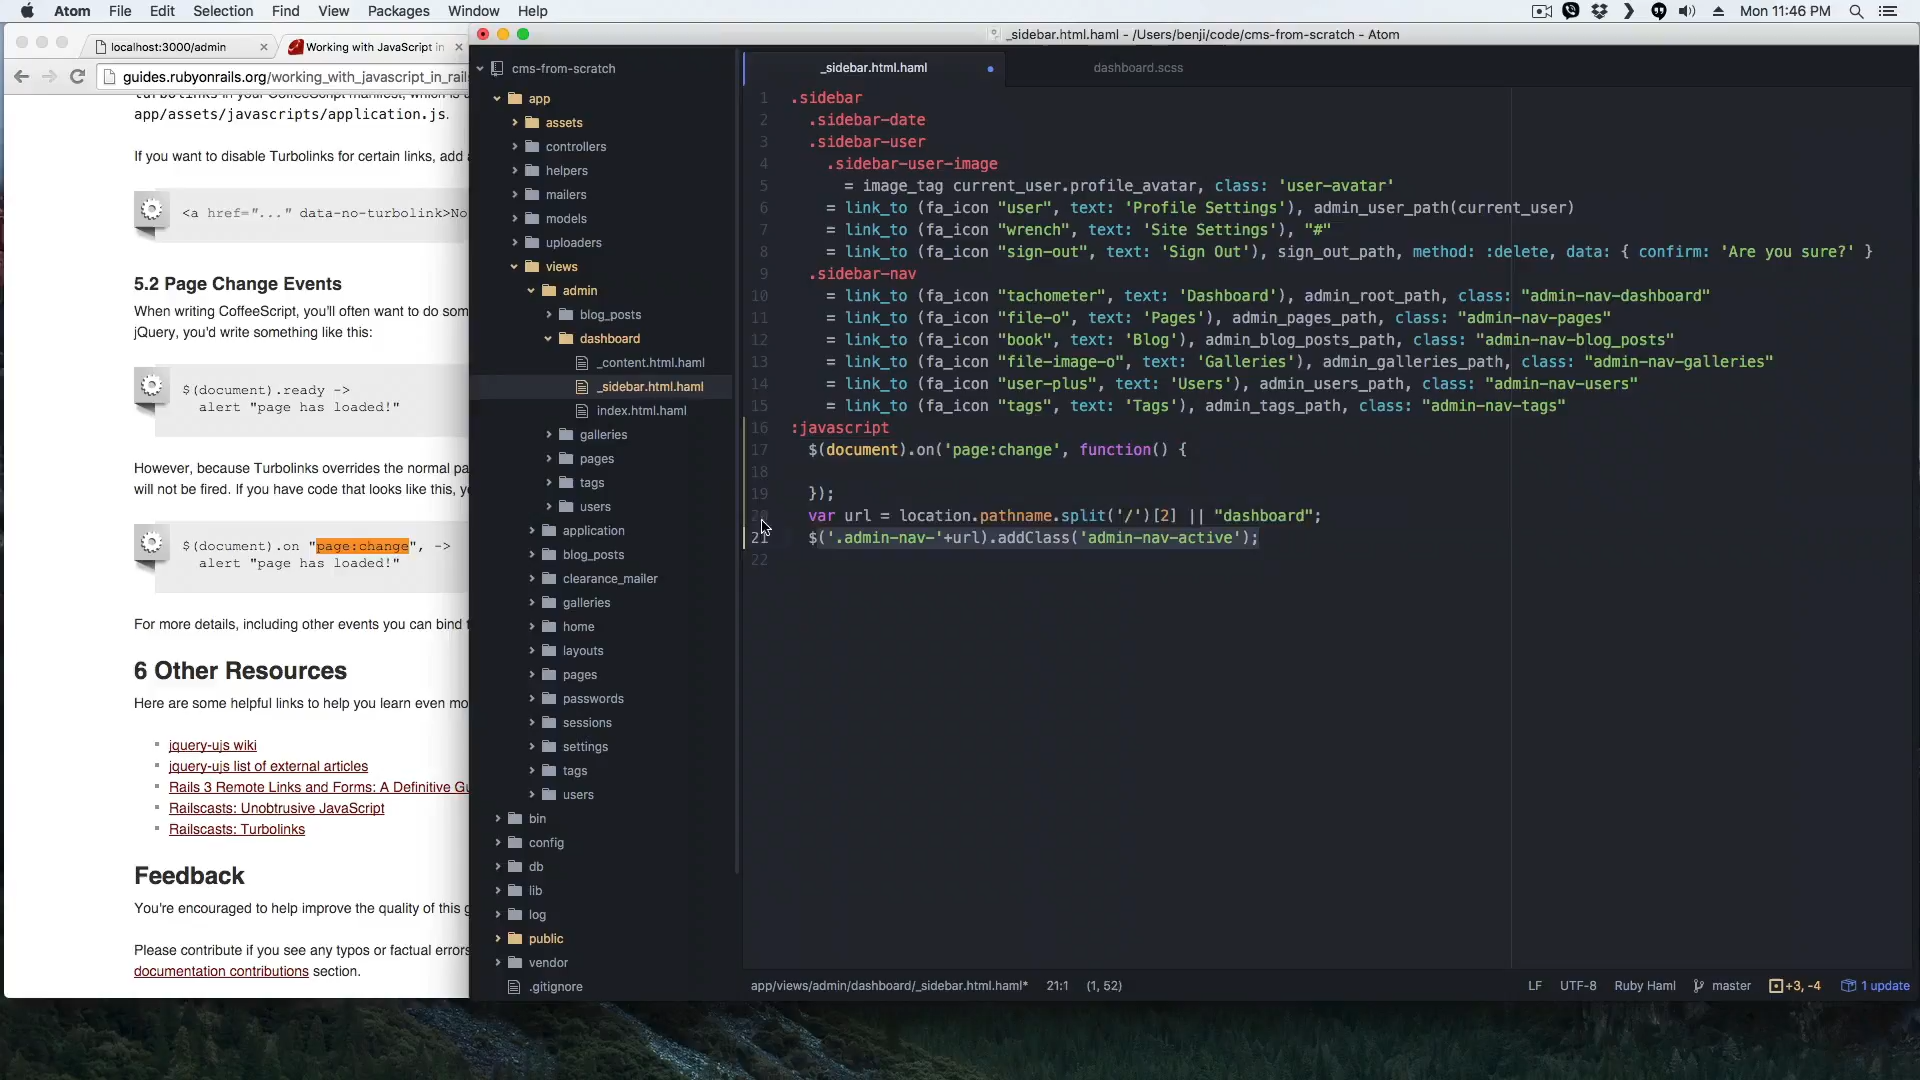 Atom File Edit Selection Find View Packages Window Help Mon 11:46 PM
localhost:3000/admin
Working with JavaScript in
guides.rubyonrails.org/working_with_javascript_in_rails
app/assets/javascripts/application.js.
If you want to disable Turbolinks for certain links, add a
<a href="..." data-no-turbolink>No
5.2 Page Change Events
When writing CoffeeScript, you'll often want to do som
jQuery, you'd write something like this:
$(document).ready ->
alert "page has loaded!"
However, because Turbolinks overrides the normal pa
will not be fired. If you have code that looks like this, y
$(document).on "page:change", ->
alert "page has loaded!"
For more details, including other events you can bind t
6 Other Resources
Here are some helpful links to help you learn even mo
jquery-ujs wiki
jquery-ujs list of external articles
Rails 3 Remote Links and Forms: A Definitive Gu
Railscasts: Unobtrusive JavaScript
Railscasts: Turbolinks
Feedback
You're encouraged to help improve the quality of this g
Please contribute if you see any typos or factual errors
documentation contributions section.
_sidebar.html.haml - /Users/benji/code/cms-from-scratch - Atom
cms-from-scratch
app
assets
controllers
helpers
mailers
models
uploaders
views
admin
blog_posts
dashboard
_content.html.haml
_sidebar.html.haml
index.html.haml
galleries
pages
tags
users
application
blog_posts
clearance_mailer
galleries
home
layouts
pages
passwords
sessions
settings
tags
users
bin
config
db
lib
log
public
vendor
.gitignore
_sidebar.html.haml
dashboard.scss
1 .sidebar
2 .sidebar-date
3 .sidebar-user
4 .sidebar-user-image
5 = image_tag current_user.profile_avatar, class: 'user-avatar'
6 = link_to (fa_icon "user", text: 'Profile Settings'), admin_user_path(current_user)
7 = link_to (fa_icon "wrench", text: 'Site Settings'), "#"
8 = link_to (fa_icon "sign-out", text: 'Sign Out'), sign_out_path, method: :delete, data: { confirm: 'Are you sure?' }
9 .sidebar-nav
10 = link_to (fa_icon "tachometer", text: 'Dashboard'), admin_root_path, class: "admin-nav-dashboard"
11 = link_to (fa_icon "file-o", text: 'Pages'), admin_pages_path, class: "admin-nav-pages"
12 = link_to (fa_icon "book", text: 'Blog'), admin_blog_posts_path, class: "admin-nav-blog_posts"
13 = link_to (fa_icon "file-image-o", text: 'Galleries'), admin_galleries_path, class: "admin-nav-galleries"
14 = link_to (fa_icon "user-plus", text: 'Users'), admin_users_path, class: "admin-nav-users"
15 = link_to (fa_icon "tags", text: 'Tags'), admin_tags_path, class: "admin-nav-tags"
16 :javascript
17 $(document).on('page:change', function() {
18
19 });
20 var url = location.pathname.split('/')[2] || "dashboard";
21 $('.admin-nav-'+url).addClass('admin-nav-active');
22
app/views/admin/dashboard/_sidebar.html.haml* 21:1 (1, 52) LF UTF-8 Ruby Haml master +3, -4 1 update